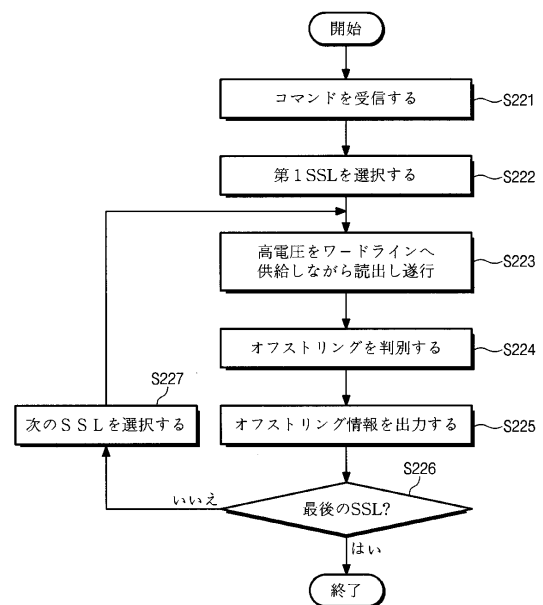 開始
コマンドを受信する
S221
第1SSLを選択する
S222
高電圧をワードラインへ
供給しながら読出し遂行
S223
オフストリングを判別する
S224
S227
次のSSLを選択する
オフストリング情報を出力する
S225
S226
いいえ
最後のSSL?
はい
終了